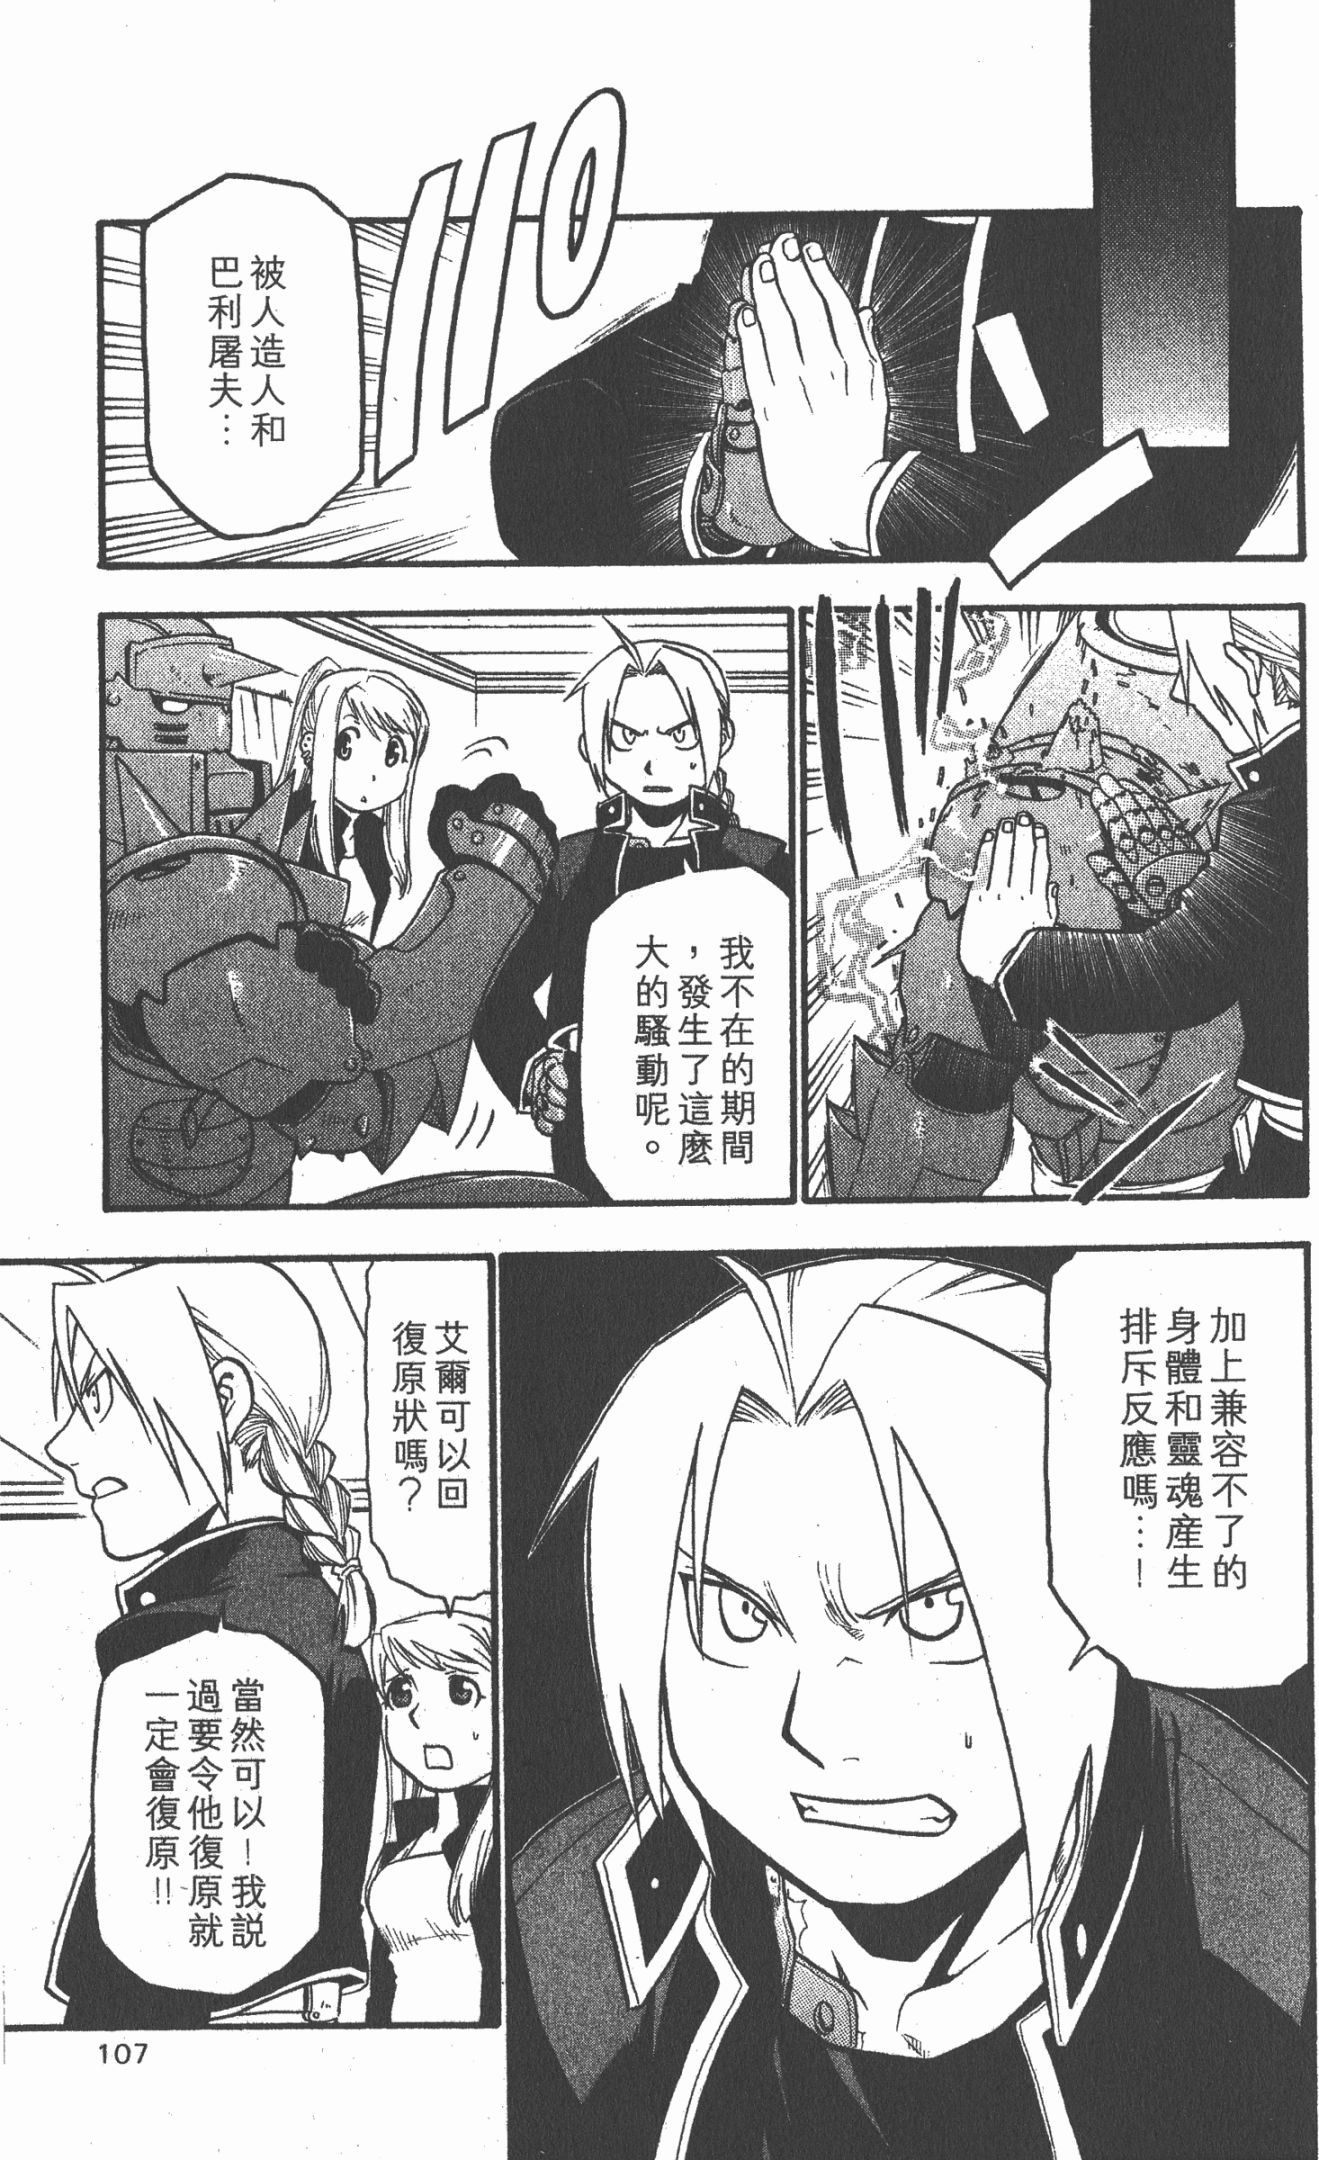 被人造人和
巴利屠夫…
我不在的期間
，發生了這麼
大的騷動呢。
加上兼容不了的
身體和靈魂產生
排斥反應嗎…！
艾爾可以回
復原狀嗎？
當然可以！我説
過要令他復原就
一定會復原!!
107